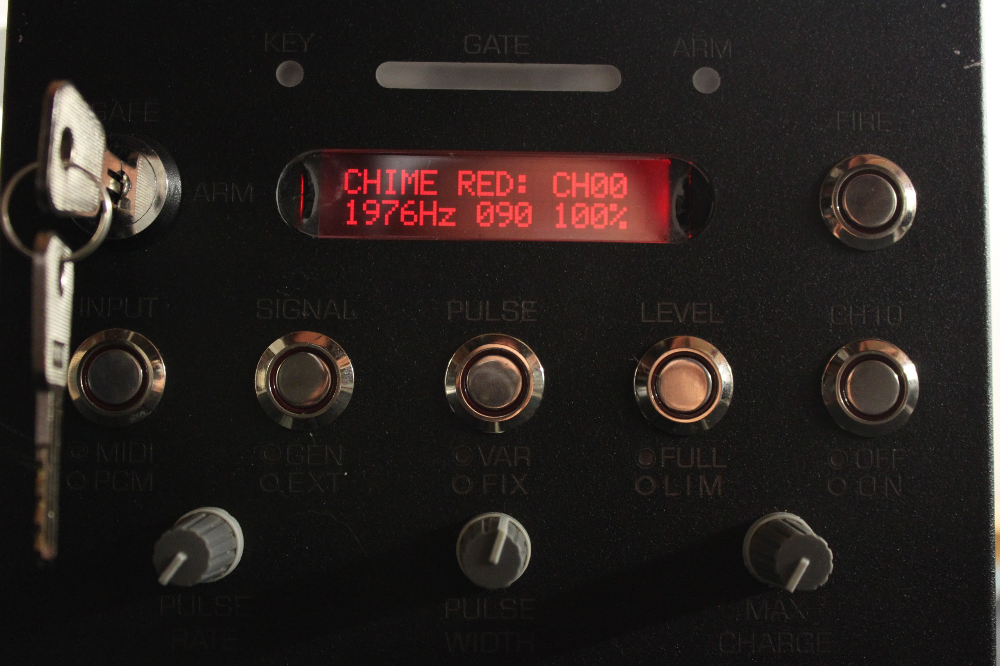 KEY GATE ARM
SAFE
FIRE
CHIME RED: CH00
1976Hz 090 100%
ARM
INPUT SIGNAL PULSE LEVEL CH10
MIDI GEN VAR FULL OFF
PCM EXT FIX LIM ON
PULSE PULSE MAX
RATE WIDTH CHARGE